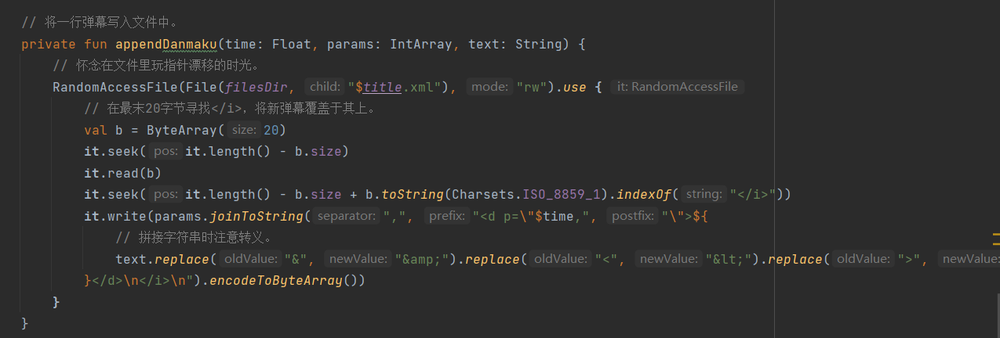 // 将一行弹幕写入文件中。
private fun appendDanmaku(time: Float, params: IntArray, text: String) {
// 怀念在文件里玩指针漂移的时光。
RandomAccessFile(File(filesDir, child: "$title.xml"), mode: "rw").use { it: RandomAccessFile
// 在最末20字节寻找</i>，将新弹幕覆盖于其上。
val b = ByteArray( size: 20)
it.seek( pos: it.length() - b.size)
it.read(b)
it.seek( pos: it.length() - b.size + b.toString(Charsets.ISO_8859_1).indexOf( string: "</i>"))
it.write(params.joinToString( separator: ",", prefix: "<d p=\"$time,", postfix: "\">${
// 拼接字符串时注意转义。
text.replace( oldValue: "&", newValue: "&amp;").replace( oldValue: "<", newValue: "&lt;").replace( oldValue: ">", newValue:
}</d>\n</i>\n").encodeToByteArray())
}
}